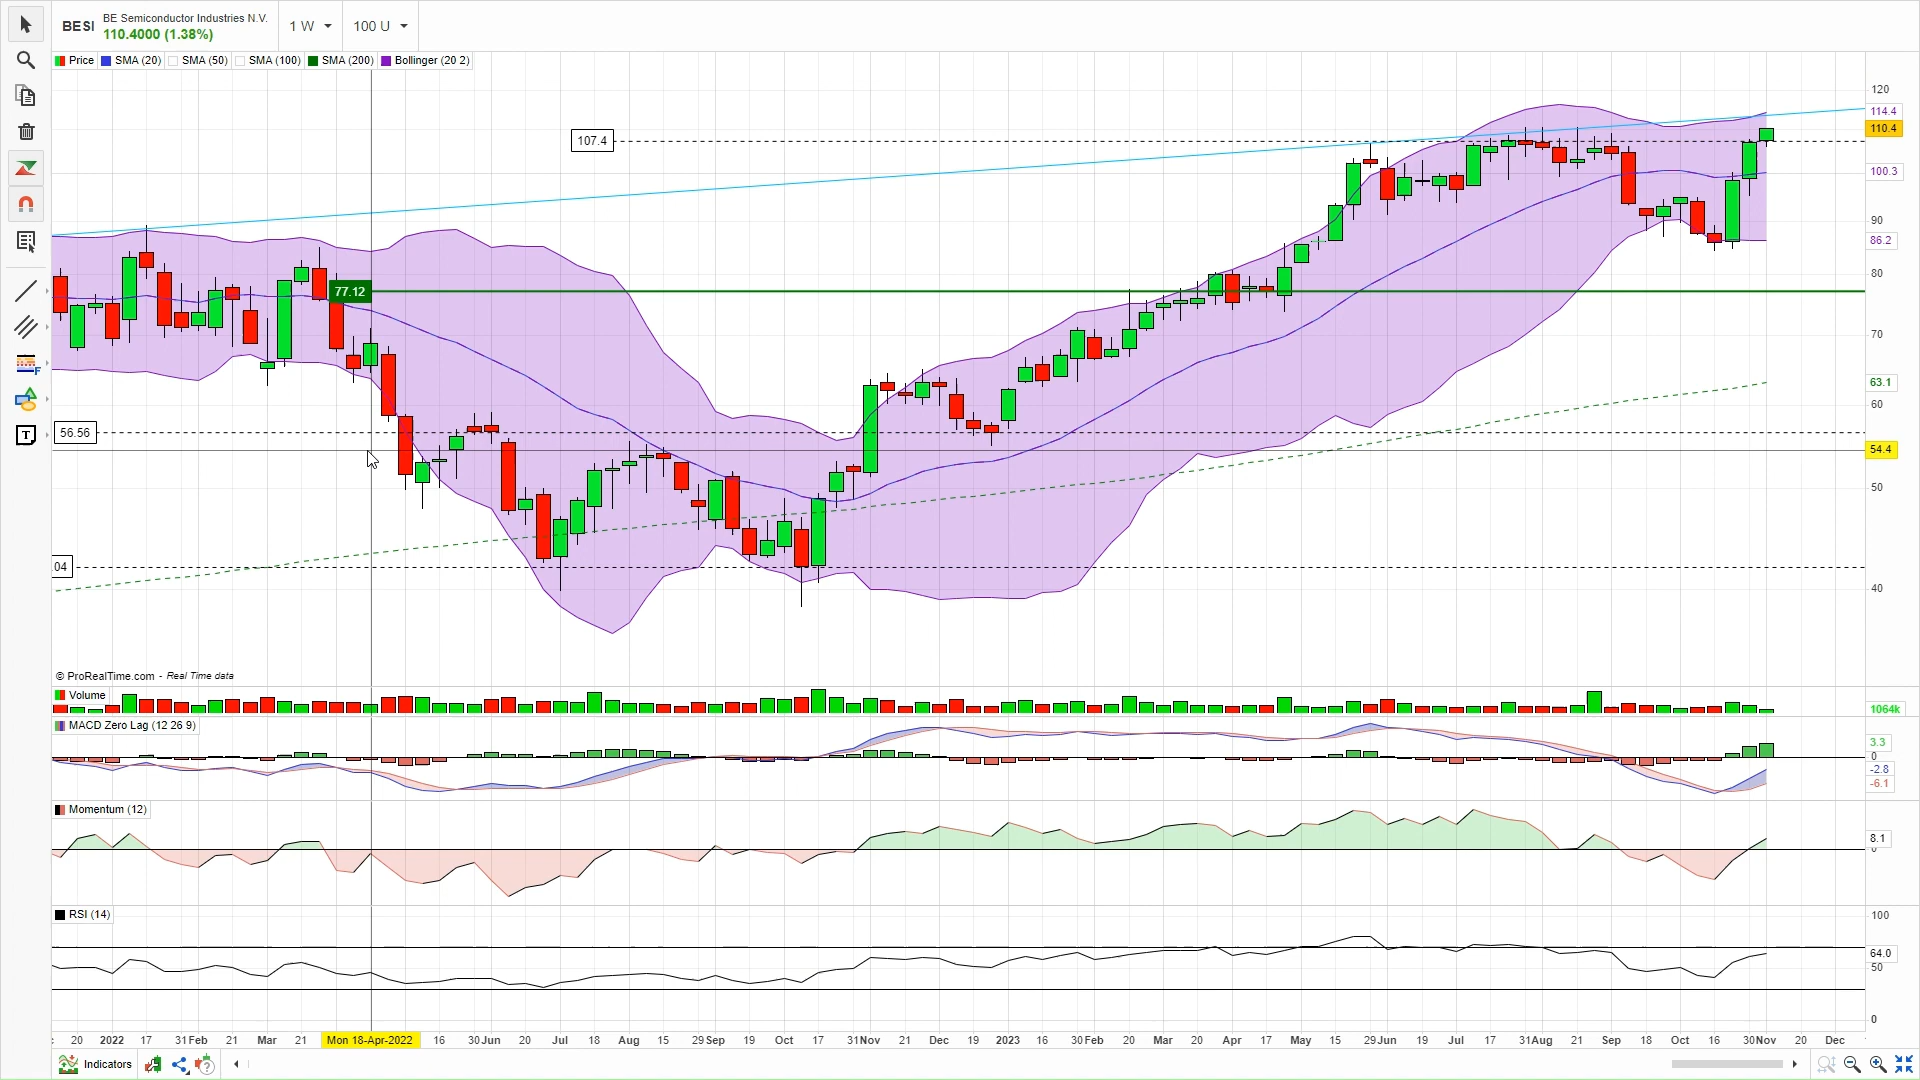 BESI
BE Semiconductor Industries N.V.
110.4000 (1.38%)
1 W
100 U
Price SMA (20) SMA (50) SMA (100) SMA (200) Bollinger (20 2)
120
114.4
110.4
107.4
100.3
90
86.2
80
77.12
70
63.1
60
56.56
54.4
50
04
40
© ProRealTime.com - Real Time data
Volume
1064k
MACD Zero Lag (12 26 9)
3.3
0
-2.8
-6.1
Momentum (12)
8.1
RSI (14)
100
64.0
50
0
20 2022 17 31 Feb 21 Mar 21 Mon 18-Apr-2022 16 30 Jun 20 Jul 18 Aug 15 29 Sep 19 Oct 17 31 Nov 21 Dec 19 2023 16 30 Feb 20 Mar 20 Apr 17 May 15 29 Jun 19 Jul 17 31 Aug 21 Sep 18 Oct 16 30 Nov 20 Dec
Indicators
T
F